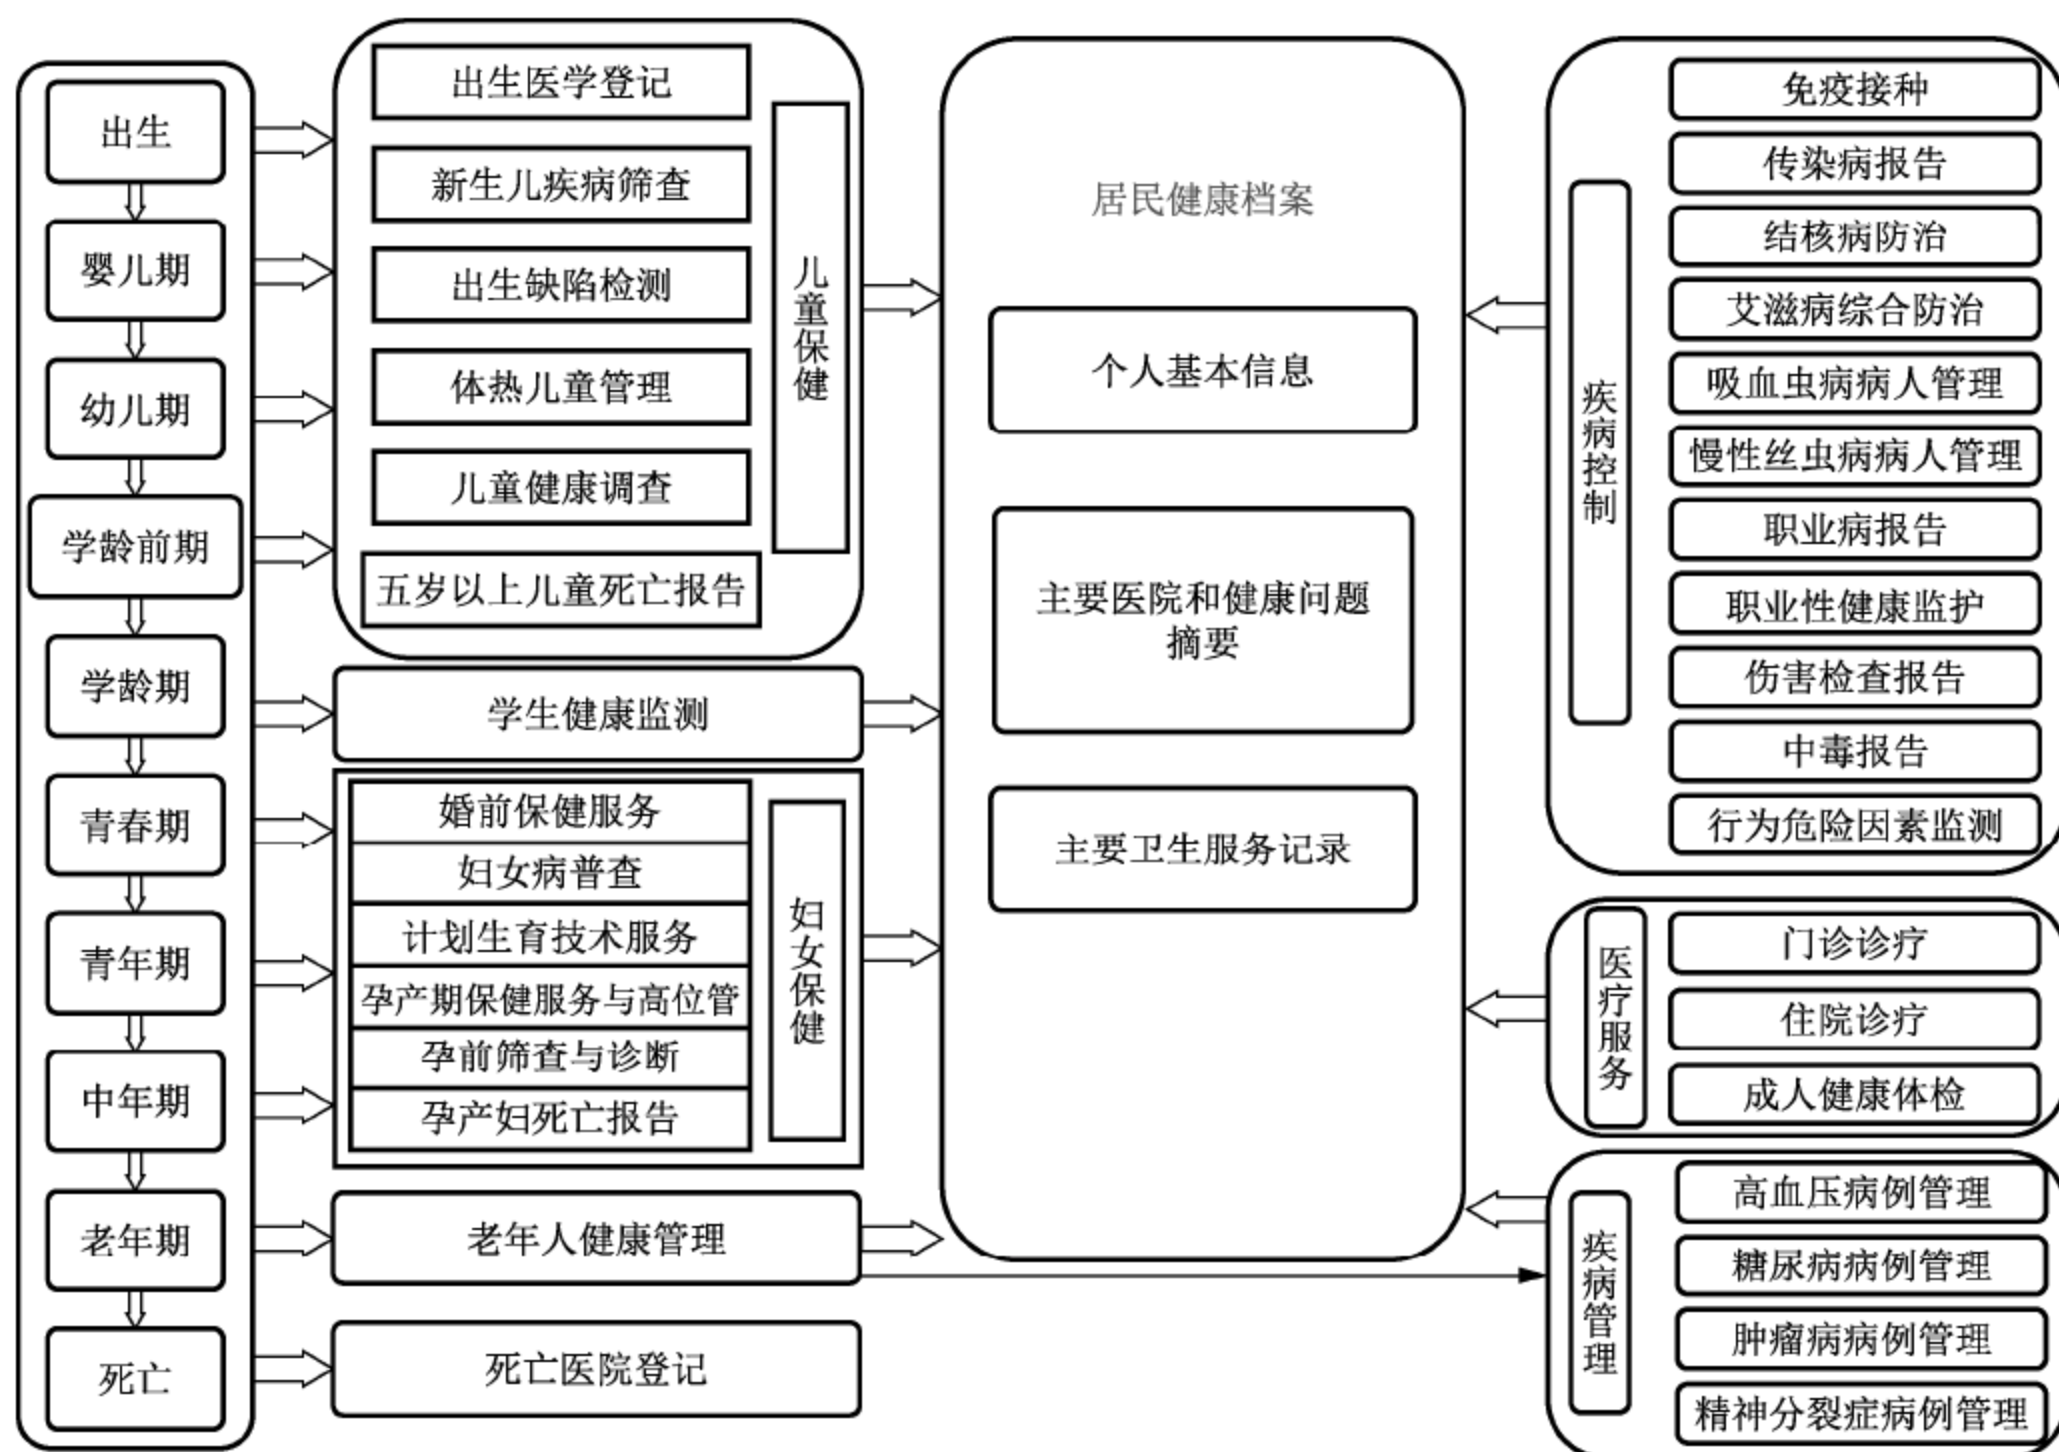 出生
婴儿期
幼儿期
学龄前期
学龄期
青春期
青年期
中年期
老年期
死亡
出生医学登记
新生儿疾病筛查
出生缺陷检测
体热儿童管理
儿童健康调查
五岁以上儿童死亡报告
儿童保健
学生健康监测
婚前保健服务
妇女病普查
计划生育技术服务
孕产期保健服务与高位管
孕前筛查与诊断
孕产妇死亡报告
妇女保健
老年人健康管理
死亡医院登记
居民健康档案
个人基本信息
主要医院和健康问题
摘要
主要卫生服务记录
疾病控制
免疫接种
传染病报告
结核病防治
艾滋病综合防治
吸血虫病病人管理
慢性丝虫病病人管理
职业病报告
职业性健康监护
伤害检查报告
中毒报告
行为危险因素监测
医疗服务
门诊诊疗
住院诊疗
成人健康体检
疾病管理
高血压病例管理
糖尿病病例管理
肿瘤病病例管理
精神分裂症病例管理